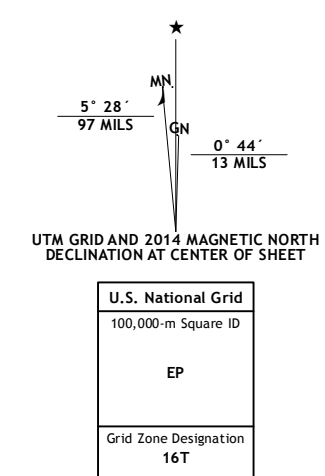 ★
MN
5° 28´
GN
97 MILS
0° 44´
13 MILS
UTM GRID AND 2014 MAGNETIC NORTH
DECLINATION AT CENTER OF SHEET
U.S. National Grid
100,000-m Square ID
EP
Grid Zone Designation
16T